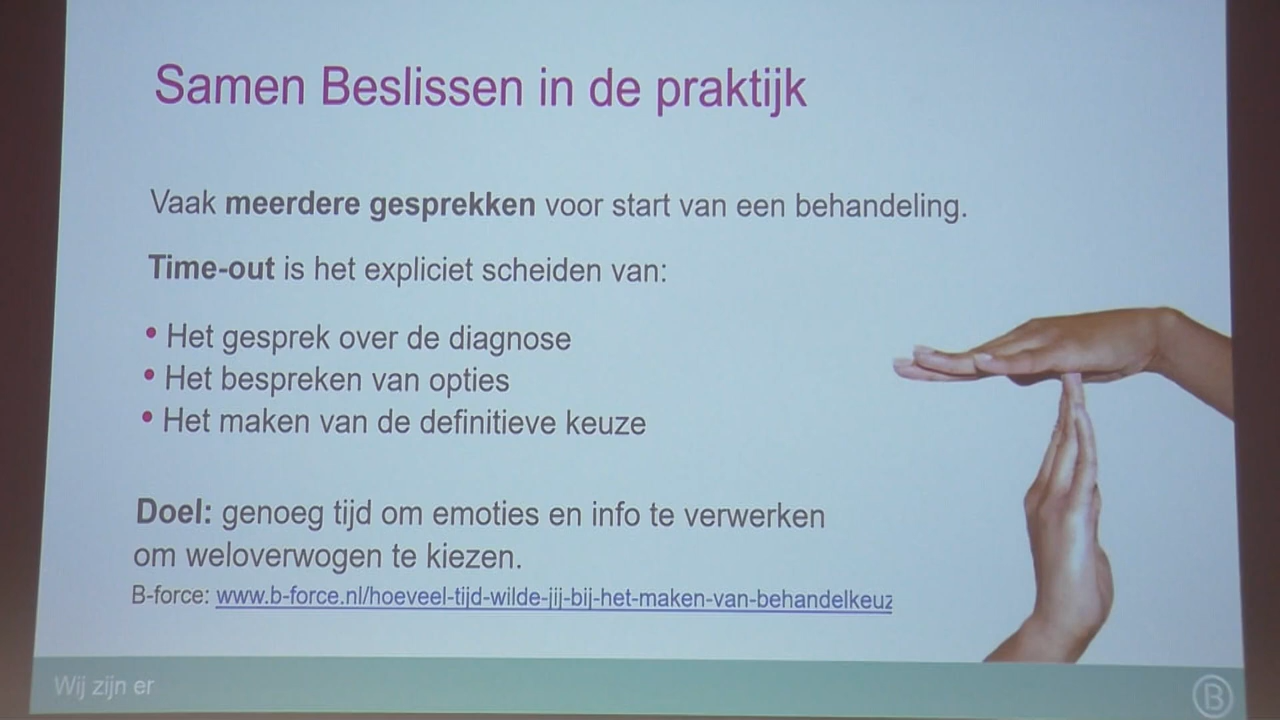 Samen Beslissen in de praktijk
Vaak meerdere gesprekken voor start van een behandeling.
Time-out is het expliciet scheiden van:
• Het gesprek over de diagnose
• Het bespreken van opties
• Het maken van de definitieve keuze
Doel: genoeg tijd om emoties en info te verwerken
om weloverwogen te kiezen.
B-force: www.b-force.nl/hoeveel-tijd-wilde-jij-bij-het-maken-van-behandelkeuz
Wij zijn er
B